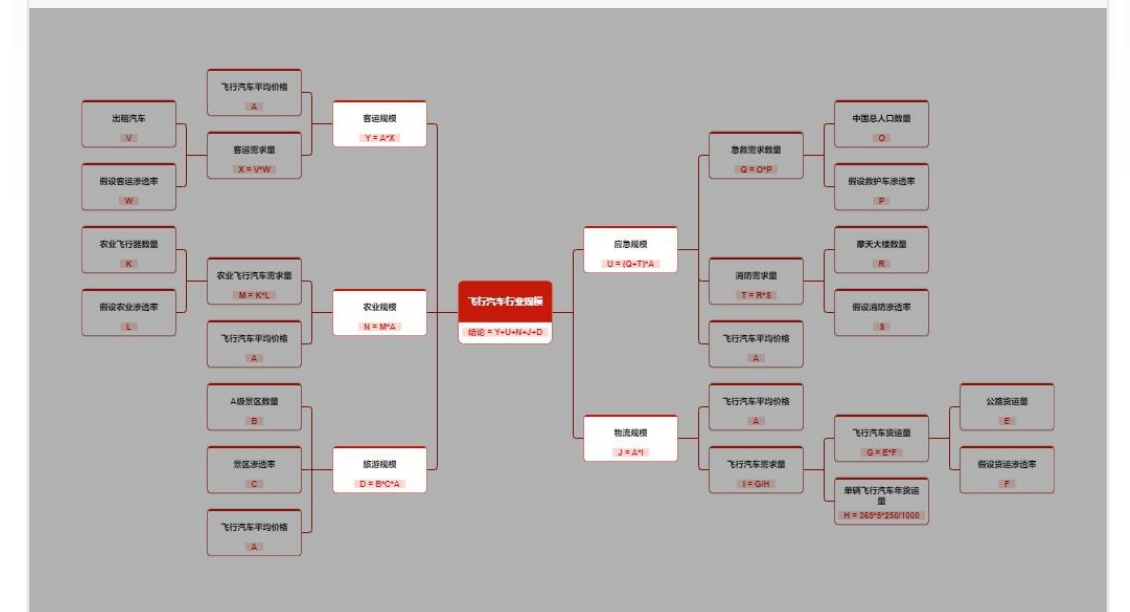 飞行汽车平均价格
A
出租汽车
V
客运规模
Y = A*X
客运需求量
X = V*W
假设客运渗透率
W
农业飞行器数量
K
农业飞行汽车需求量
M = K*L
假设农业渗透率
L
农业规模
N = M*A
飞行汽车平均价格
A
A级景区数量
B
景区渗透率
C
旅游规模
D = B*C*A
飞行汽车平均价格
A
飞行汽车行业规模
结论 = Y+U+N+J+D
应急规模
U = (Q+T)*A
急救需求数量
Q = O*P
中国总人口数量
O
假设救护车渗透率
P
消防需求量
T = R*S
摩天大楼数量
R
假设消防渗透率
S
飞行汽车平均价格
A
物流规模
J = A*I
飞行汽车平均价格
A
飞行汽车需求量
I = G/H
飞行汽车货运量
G = E*F
公路货运量
E
假设货运渗透率
F
单辆飞行汽车年货运
量
H = 365*5*250/1000